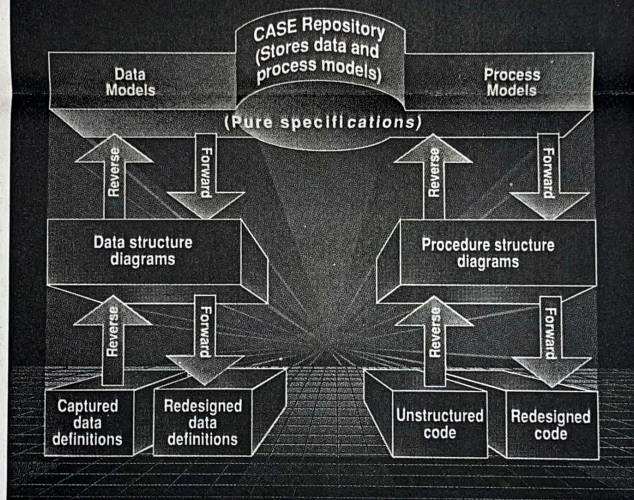 CASE Repository
(Stores data and
process models)
Data
Models
Process
Models
(Pure specifications)
Reverse
Forward
Reverse
Forward
Data structure
diagrams
Procedure structure
diagrams
Reverse
Forward
Reverse
Forward
Captured
data
definitions
Redesigned
data
definitions
Unstructured
code
Redesigned
code